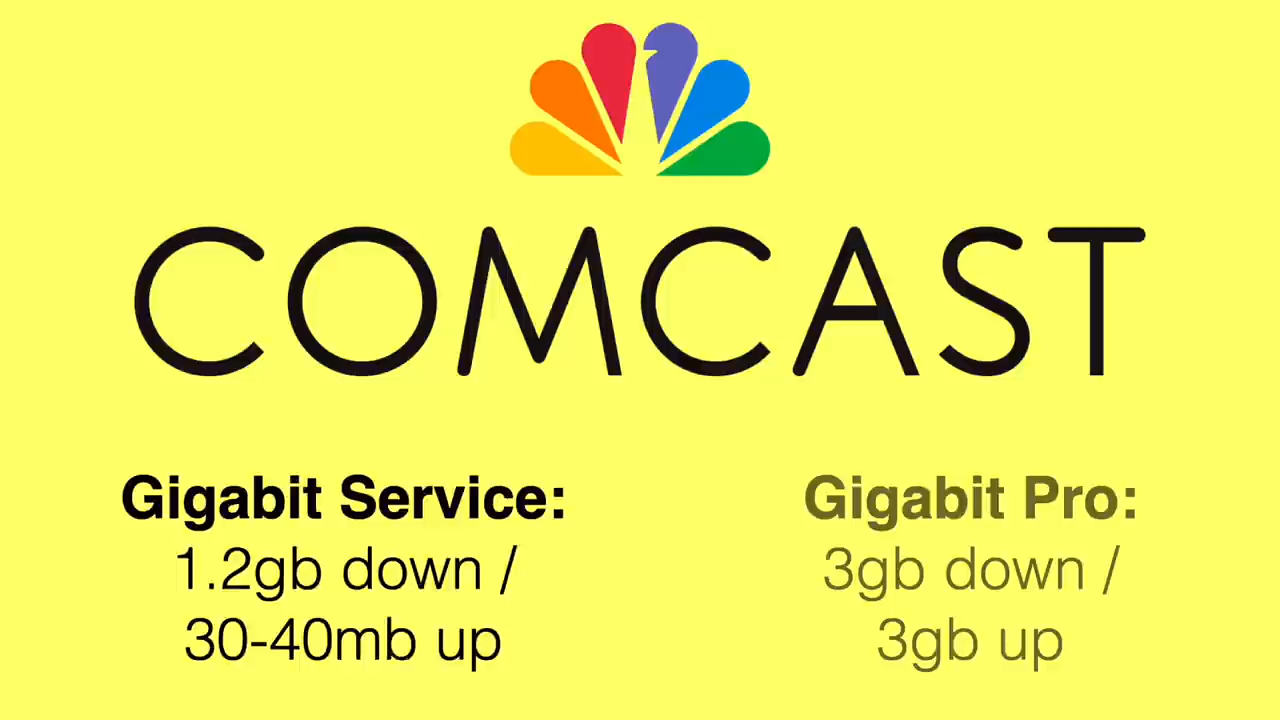 COMCAST
Gigabit Service:
1.2gb down /
30-40mb up
Gigabit Pro:
3gb down /
3gb up